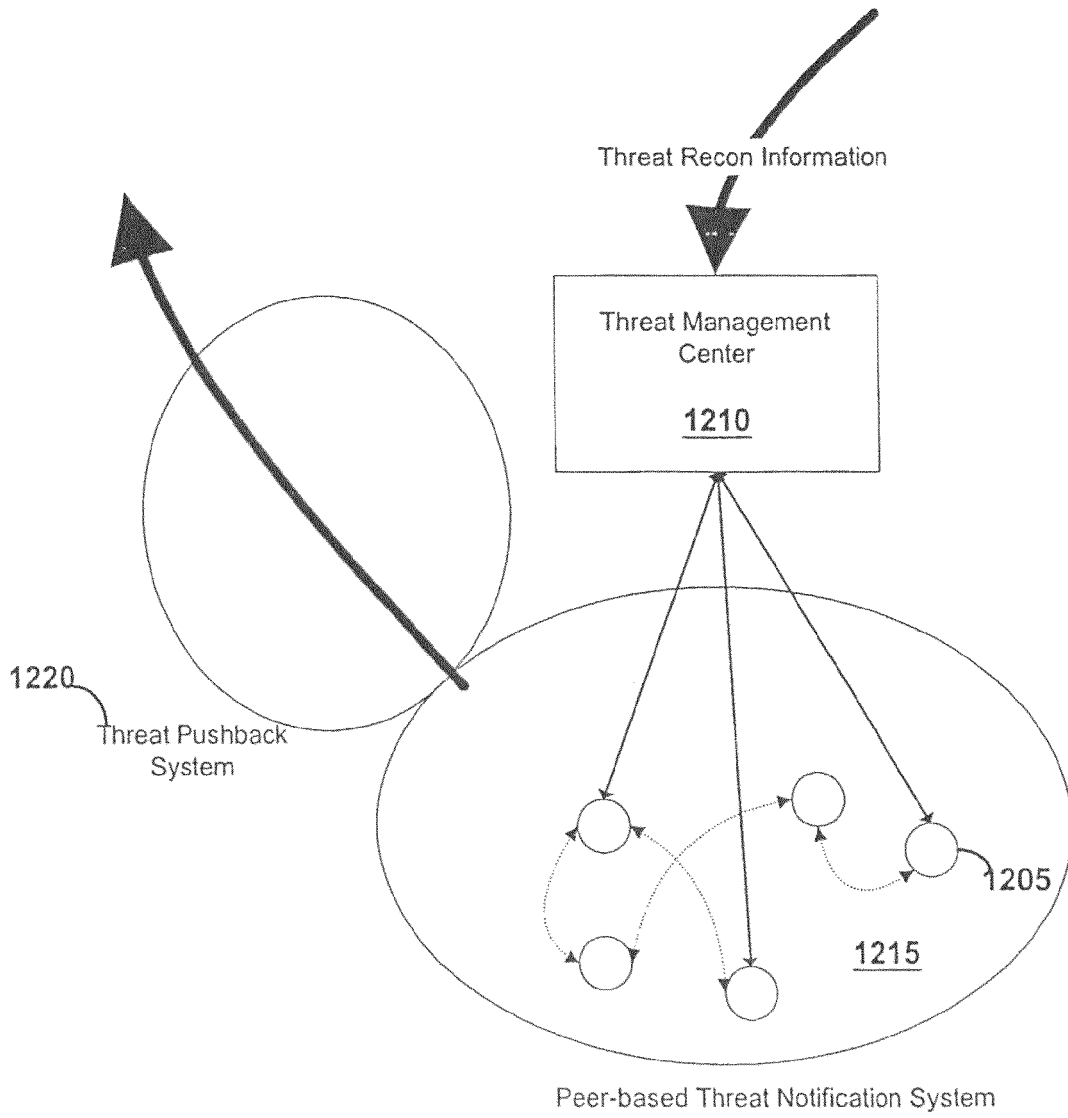 Threat Recon Information
Threat Management
Center
1210
1220
Threat Pushback
System
1205
1215
Peer-based Threat Notification System